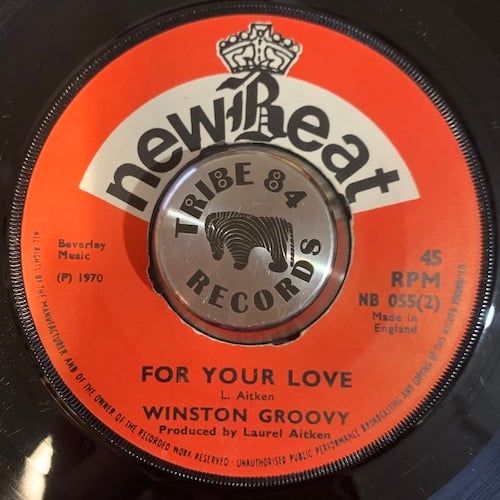 newBeat
TRIBE 84
RECORDS
Beverley
Music
(P) 1970
45
RPM
NB 055(2)
Made in
England
FOR YOUR LOVE
L. Aitken
WINSTON GROOVY
Produced by Laurel Aitken
ALL RIGHTS OF THE MANUFACTURER AND OF THE OWNER OF THE RECORDED WORK RESERVED · UNAUTHORISED PUBLIC PERFORMANCE BROADCASTING AND COPYING OF THIS RECORD PROHIBITED